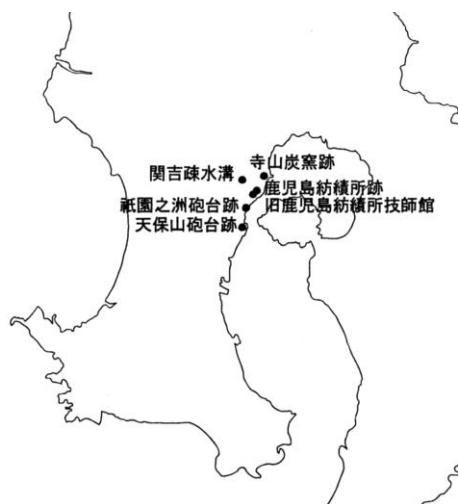 寺山炭窯跡
関吉疎水溝
鹿児島紡績所跡
祇園之洲砲台跡
旧鹿児島紡績所技師館
天保山砲台跡